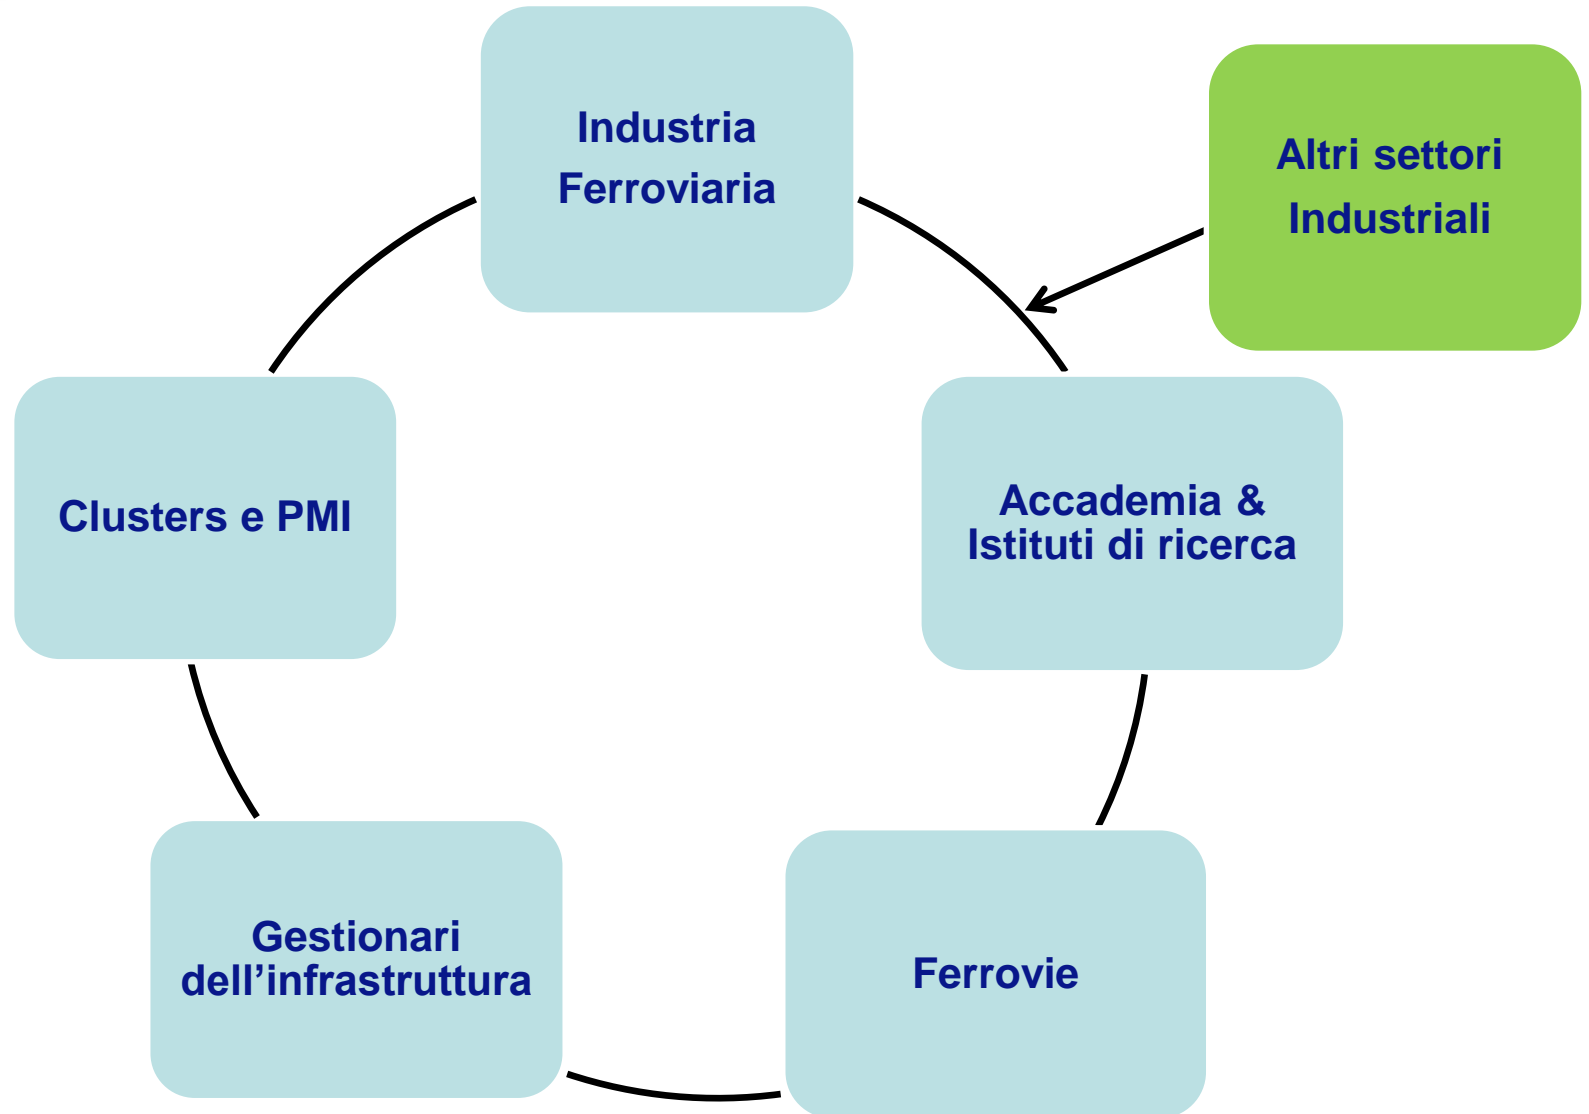 Industria
Ferroviaria
Altri settori
Industriali
Clusters e PMI
Accademia &
Istituti di ricerca
Gestionari
dell’infrastruttura
Ferrovie